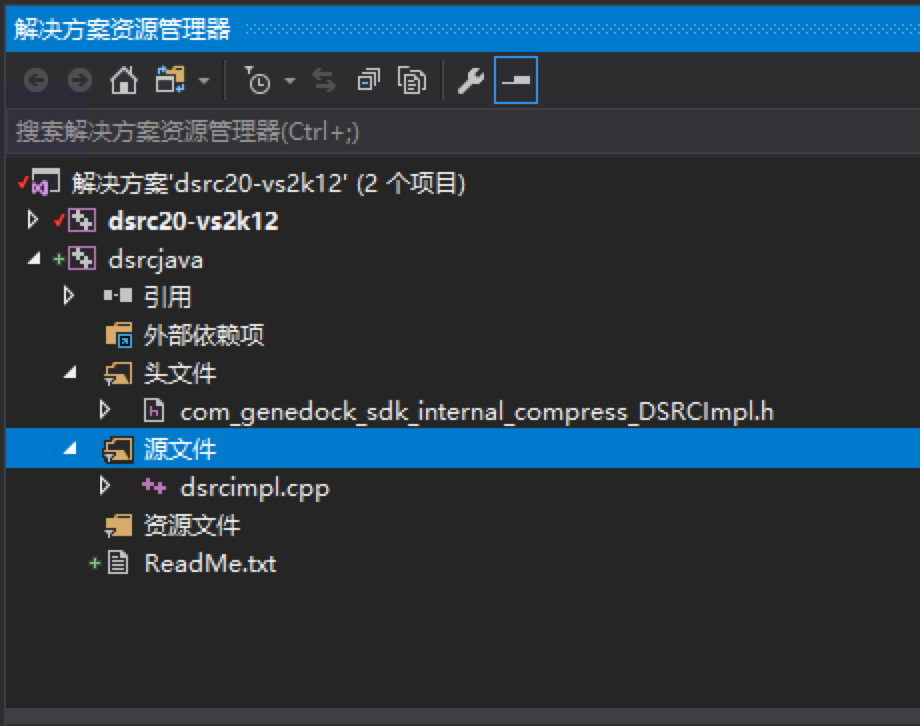 解决方案资源管理器
搜索解决方案资源管理器(Ctrl+;)
解决方案'dsrc20-vs2k12' (2 个项目)
dsrc20-vs2k12
dsrcjava
引用
外部依赖项
头文件
com_genedock_sdk_internal_compress_DSRCImpl.h
源文件
dsrcimpl.cpp
资源文件
ReadMe.txt